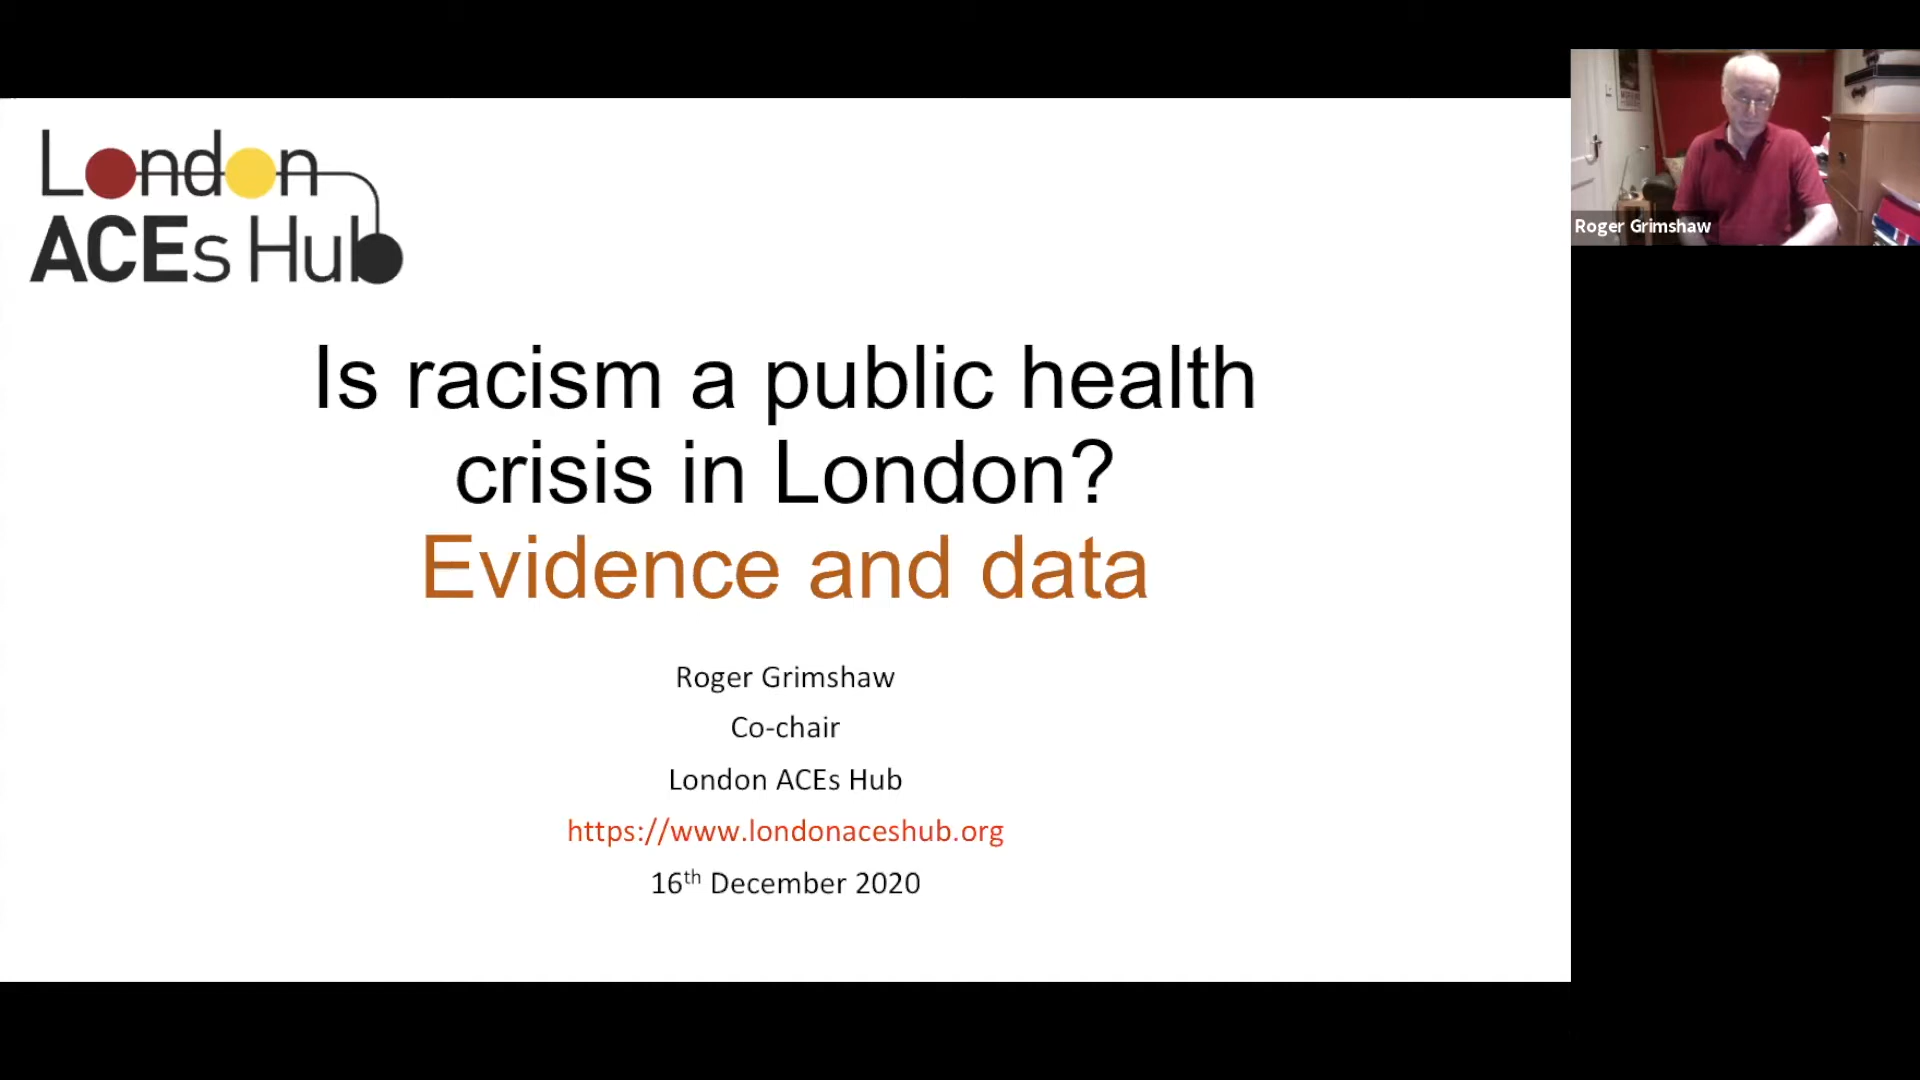 London
ACEs Hub
Is racism a public health
crisis in London?
Evidence and data
Roger Grimshaw
Co-chair
London ACEs Hub
https://www.londonaceshub.org
16th December 2020
Roger Grimshaw